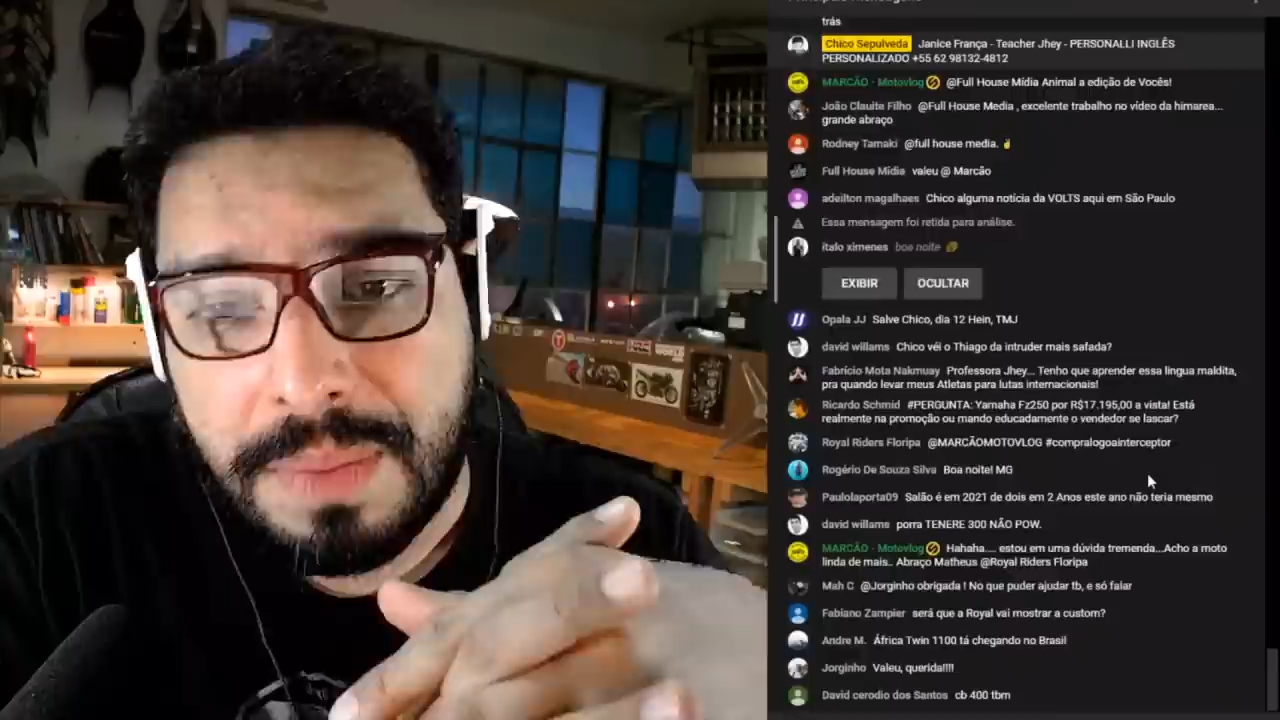 trás
Chico Sepulveda Janice França - Teacher Jhey - PERSONALLI INGLÊS
PERSONALIZADO +55 62 98132-4812
MARCÃO - Motovlog @Full House Mídia Animal a edição de Vocês!
João Clauite Filho @Full House Media , excelente trabalho no vídeo da himarea...
grande abraço
Rodney Tamaki @full house media. ✌
Full House Mídia valeu @ Marcão
adeilton magalhaes Chico alguma notícia da VOLTS aqui em São Paulo
Essa mensagem foi retida para análise.
ítalo ximenes boa noite
EXIBIR OCULTAR
Opala JJ Salve Chico, dia 12 Hein, TMJ
david willams Chico véi o Thiago da intruder mais safada?
Fabrício Mota Nakmuay Professora Jhey... Tenho que aprender essa lingua maldita,
pra quando levar meus Atletas para lutas internacionais!
Ricardo Schmid #PERGUNTA: Yamaha Fz250 por R$17.195,00 a vista! Está
realmente na promoção ou mando educadamente o vendedor se lascar?
Royal Riders Floripa @MARCÃOMOTOVLOG #compralogoainterceptor
Rogério De Souza Silva Boa noite! MG
Paulolaporta09 Salão é em 2021 de dois em 2 Anos este ano não teria mesmo
david willams porra TENERE 300 NÃO POW.
MARCÃO - Motovlog Hahaha.... estou em uma dúvida tremenda...Acho a moto
linda de mais.. Abraço Matheus @Royal Riders Floripa
Mah C @Jorginho obrigada ! No que puder ajudar tb, e só falar
Fabiano Zampier será que a Royal vai mostrar a custom?
Andre M. África Twin 1100 tá chegando no Brasil
Jorginho Valeu, querida!!!!
David cerodio dos Santos cb 400 tbm